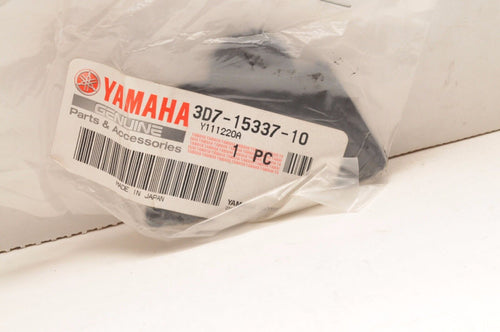 YAMAHA 3D7-15337-10
GENUINE Y111220A
Parts & Accessories
1 PC
MADE IN JAPAN